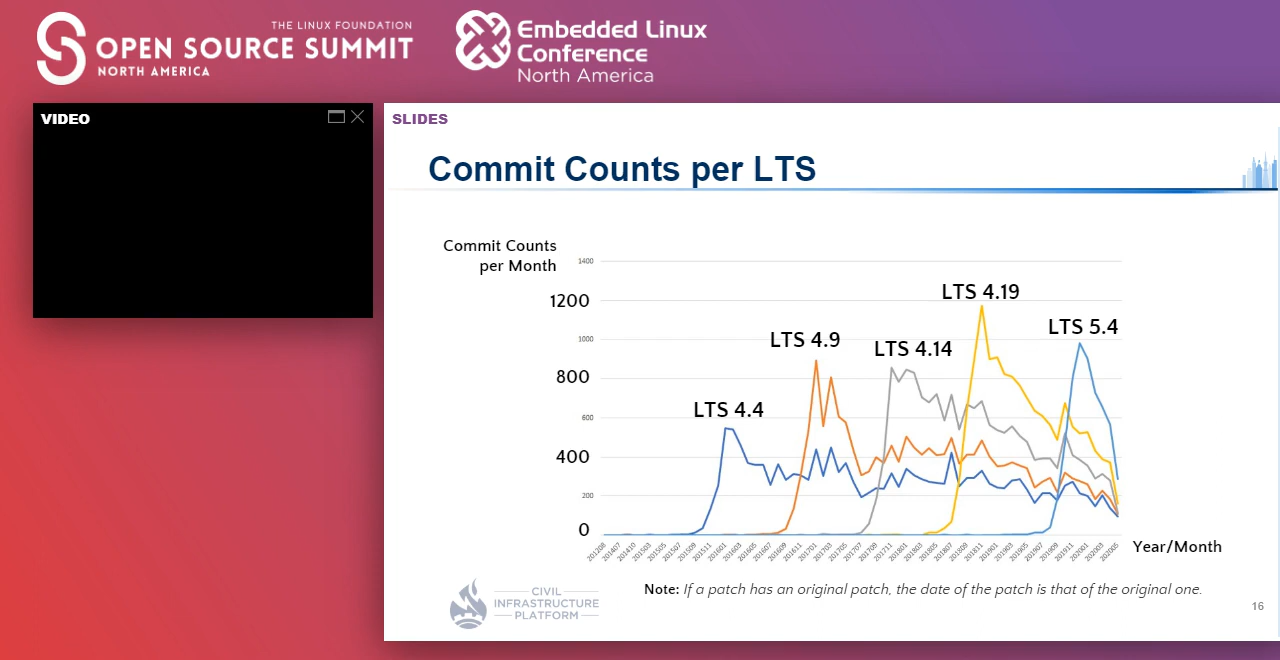 THE LINUX FOUNDATION
OPEN SOURCE SUMMIT
NORTH AMERICA
Embedded Linux
Conference
North America
VIDEO
SLIDES
Commit Counts per LTS
Commit Counts
per Month
1400
1200
1000
800
600
400
200
0
LTS 4.4
LTS 4.9
LTS 4.14
LTS 4.19
LTS 5.4
Year/Month
CIVIL
INFRASTRUCTURE
PLATFORM
Note: If a patch has an original patch, the date of the patch is that of the original one.
16